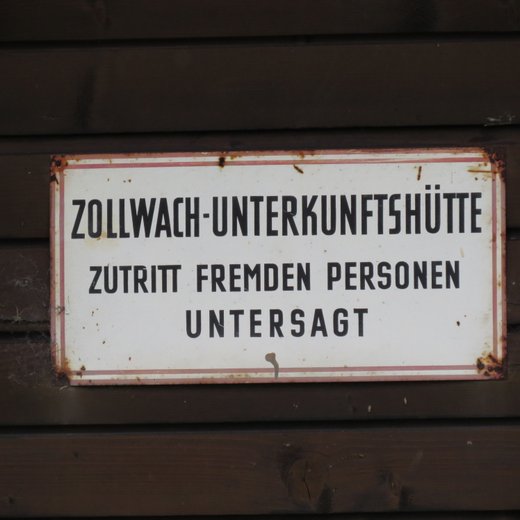 ZOLLWACH-UNTERKUNFTSHÜTTE
ZUTRITT FREMDEN PERSONEN
UNTERSAGT